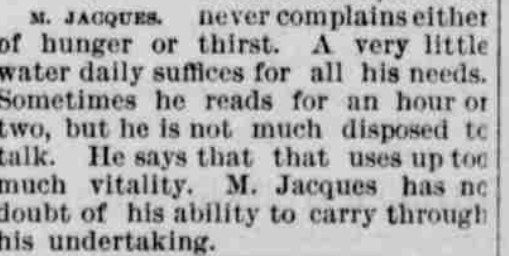 M. JACQUES. never complains either
of hunger or thirst. A very little
water daily suffices for all his needs.
Sometimes he reads for an hour or
two, but he is not much disposed to
talk. He says that that uses up too
much vitality. M. Jacques has no
doubt of his ability to carry through
his undertaking.